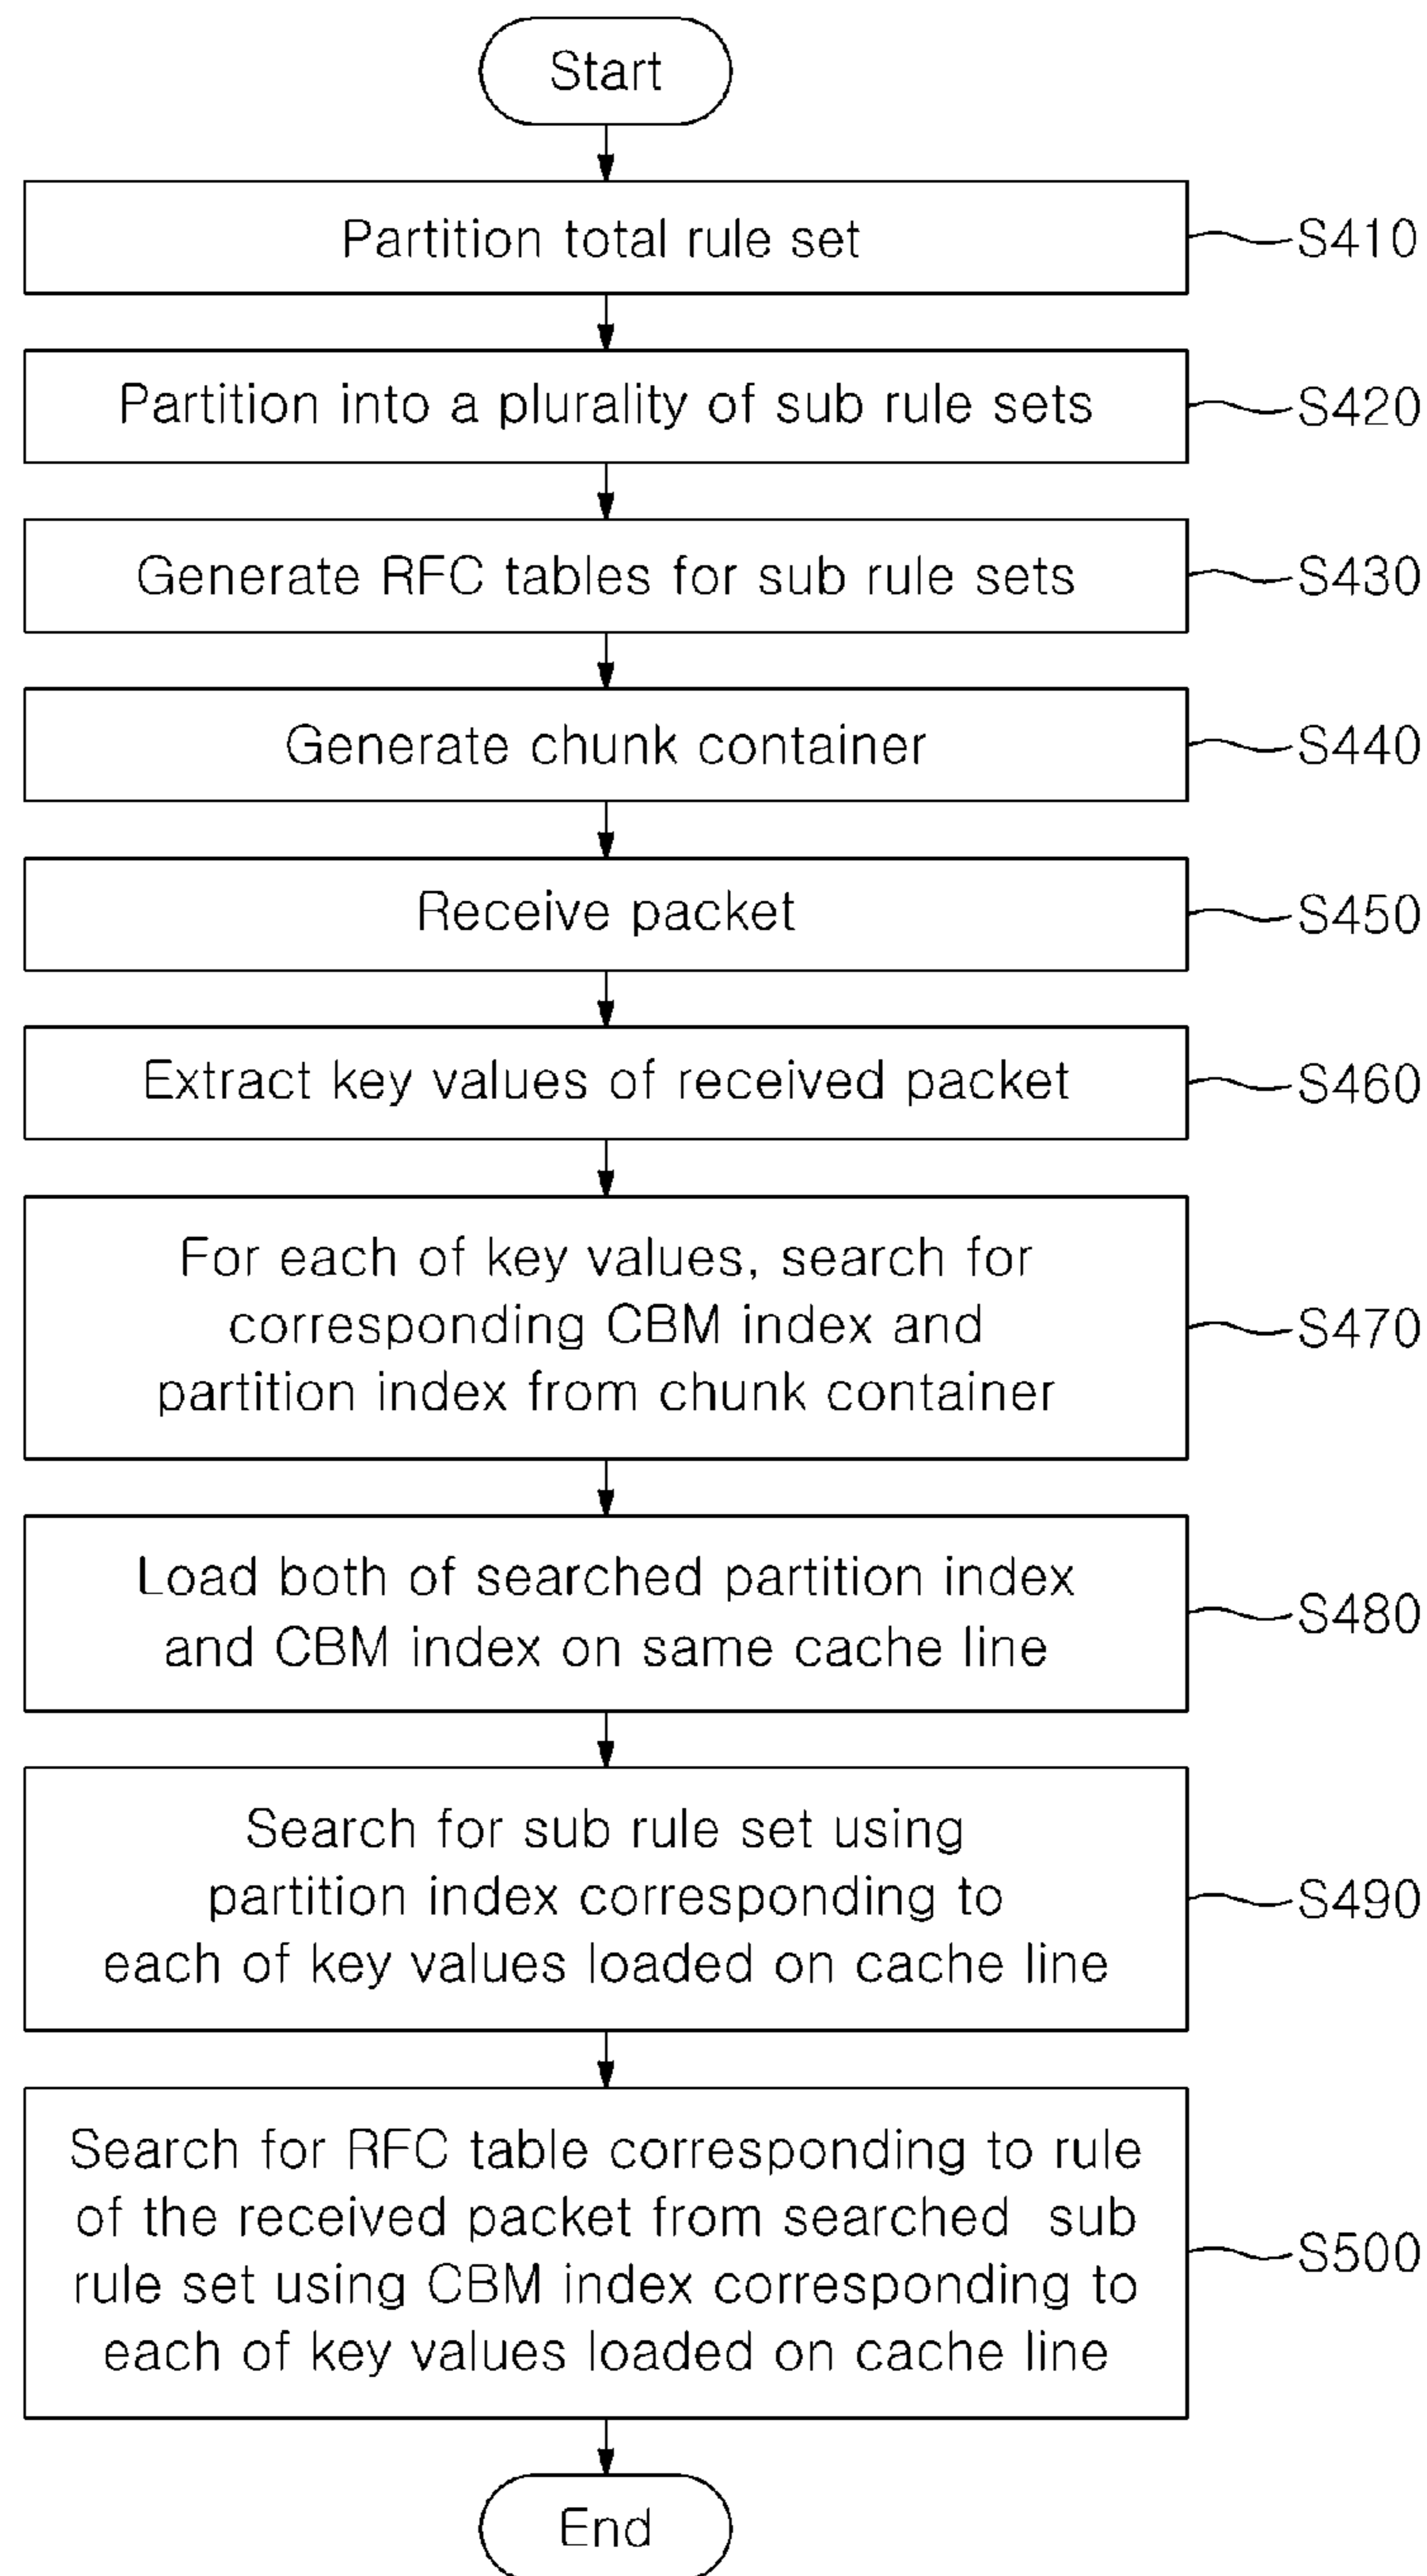 Start
Partition total rule set
S410
Partition into a plurality of sub rule sets
S420
Generate RFC tables for sub rule sets
S430
Generate chunk container
S440
Receive packet
S450
Extract key values of received packet
S460
For each of key values, search for
corresponding CBM index and
partition index from chunk container
S470
Load both of searched partition index
and CBM index on same cache line
S480
Search for sub rule set using
partition index corresponding to
each of key values loaded on cache line
S490
Search for RFC table corresponding to rule
of the received packet from searched sub
rule set using CBM index corresponding to
each of key values loaded on cache line
S500
End